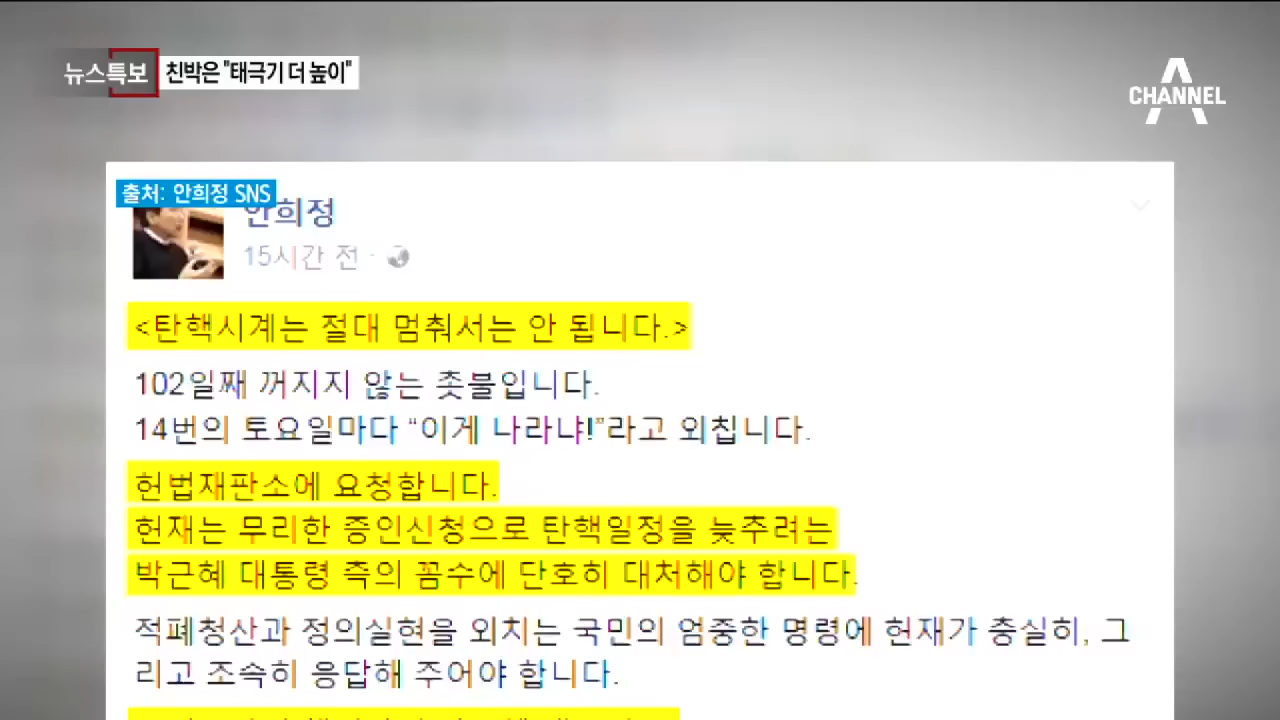 뉴스특보 친박은 "태극기 더 높이"
CHANNEL A
출처: 안희정 SNS
안희정
15시간 전 ·
<탄핵시계는 절대 멈춰서는 안 됩니다.>
102일째 꺼지지 않는 촛불입니다.
14번의 토요일마다 “이게 나라냐!”라고 외칩니다.
헌법재판소에 요청합니다.
헌재는 무리한 증인신청으로 탄핵일정을 늦추려는
박근혜 대통령 측의 꼼수에 단호히 대처해야 합니다.
적폐청산과 정의실현을 외치는 국민의 엄중한 명령에 헌재가 충실히, 그
리고 조속히 응답해 주어야 합니다.